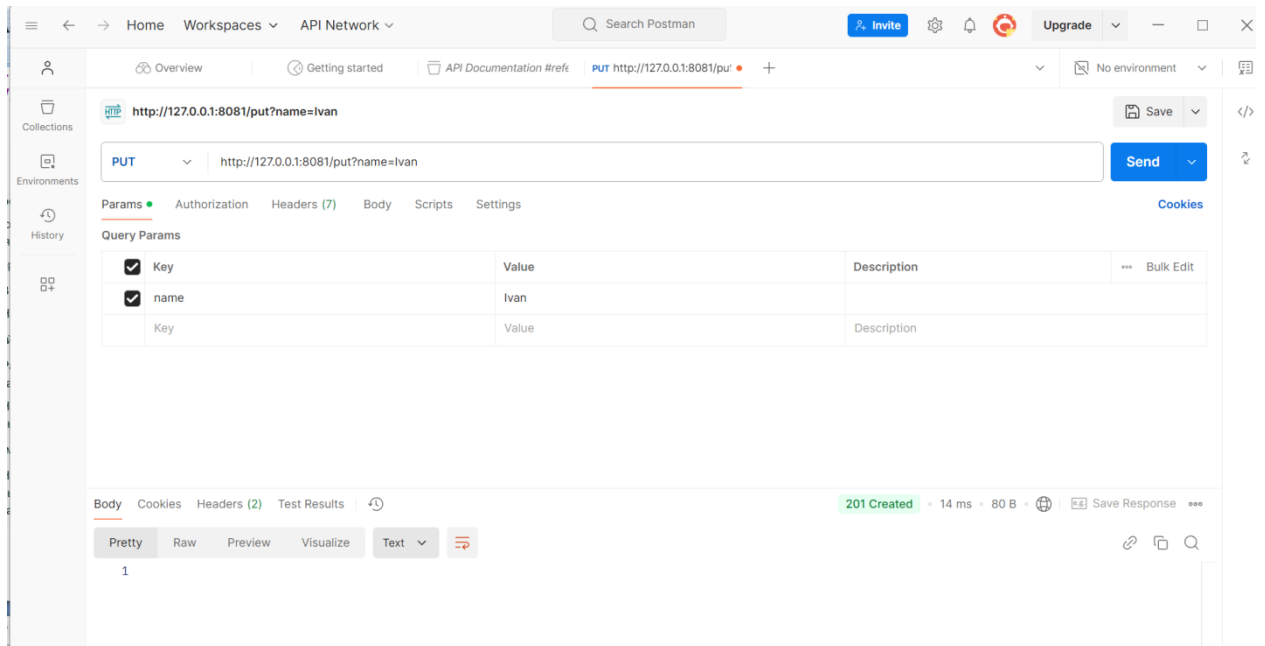 Home Workspaces API Network Search Postman Invite Upgrade
Overview Getting started API Documentation #refe PUT http://127.0.0.1:8081/pu No environment
HTTP http://127.0.0.1:8081/put?name=Ivan Save
Collections
PUT http://127.0.0.1:8081/put?name=Ivan Send
Environments
Params Authorization Headers (7) Body Scripts Settings Cookies
History
Query Params
Key Value Description Bulk Edit
name Ivan
Key Value Description
Body Cookies Headers (2) Test Results 201 Created 14 ms 80 B e.g. Save Response
Pretty Raw Preview Visualize Text
1